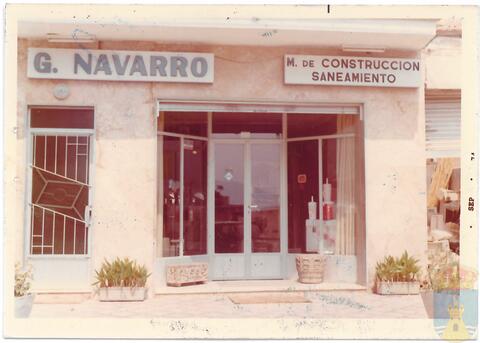 G. NAVARRO
M. DE CONSTRUCCION
SANEAMIENTO
SEP • 74